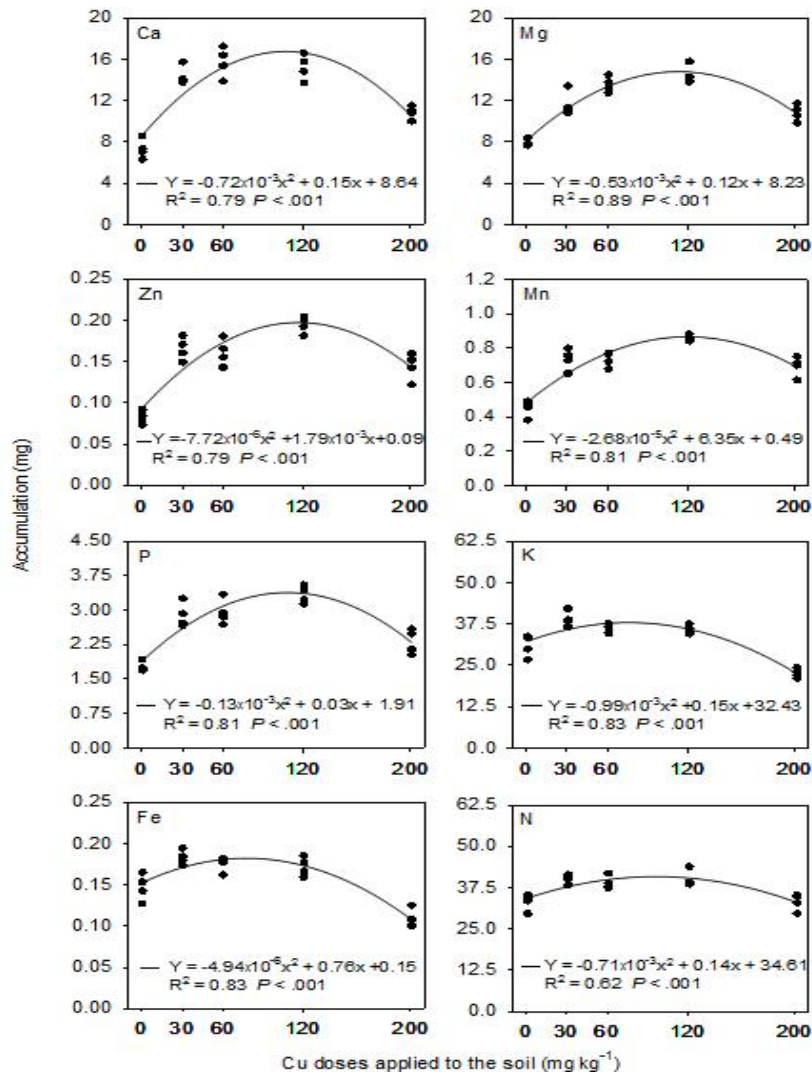 Accumulation (mg)
Ca
20
16
12
8
4
0
Y = -0.72x10⁻³x² + 0.15x + 8.64
R² = 0.79 P < .001
0 30 60 120 200
Mg
20
16
12
8
4
0
Y = -0.53x10⁻³x² + 0.12x + 8.23
R² = 0.89 P < .001
0 30 60 120 200
Zn
0.25
0.20
0.15
0.10
0.05
0.00
Y = -7.72x10⁻⁶x² +1.79x10⁻³x+0.09
R² = 0.79 P < .001
0 30 60 120 200
Mn
1.2
1.0
0.8
0.6
0.4
0.2
0.0
Y = -2.68x10⁻⁵x² + 6.35x + 0.49
R² = 0.81 P < .001
0 30 60 120 200
P
4.50
3.75
3.00
2.25
1.50
0.75
0.00
Y = -0.13x10⁻³x² + 0.03x + 1.91
R² = 0.81 P < .001
0 30 60 120 200
K
62.5
50.0
37.5
25.0
12.5
0.0
Y = -0.99x10⁻³x² +0.15x +32.43
R² = 0.83 P < .001
0 30 60 120 200
Fe
0.25
0.20
0.15
0.10
0.05
0.00
Y = -4.94x10⁻⁶x² + 0.76x +0.15
R² = 0.83 P < .001
0 30 60 120 200
N
62.5
50.0
37.5
25.0
12.5
0.0
Y = -0.71x10⁻³x² + 0.14x + 34.61
R² = 0.62 P < .001
0 30 60 120 200
Cu doses applied to the soil (mg kg⁻¹)